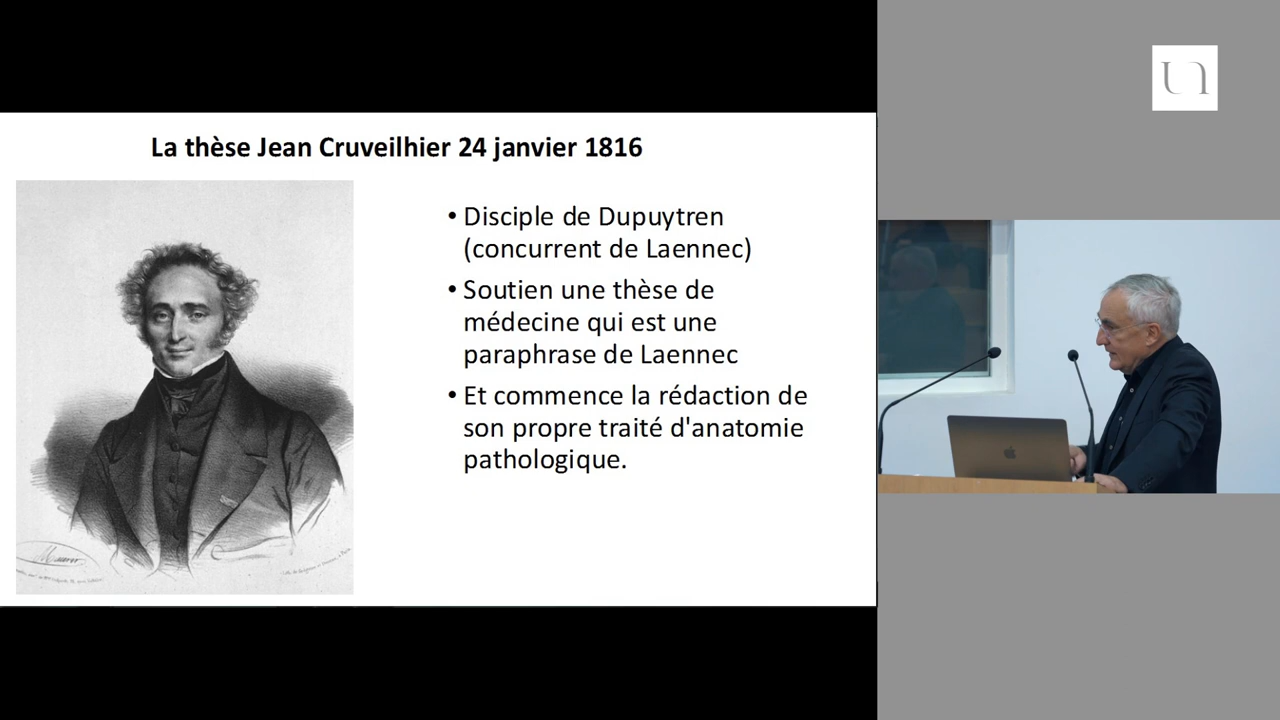 La thèse Jean Cruveilhier 24 janvier 1816
• Disciple de Dupuytren
(concurrent de Laennec)
• Soutien une thèse de
médecine qui est une
paraphrase de Laennec
• Et commence la rédaction de
son propre traité d'anatomie
pathologique.